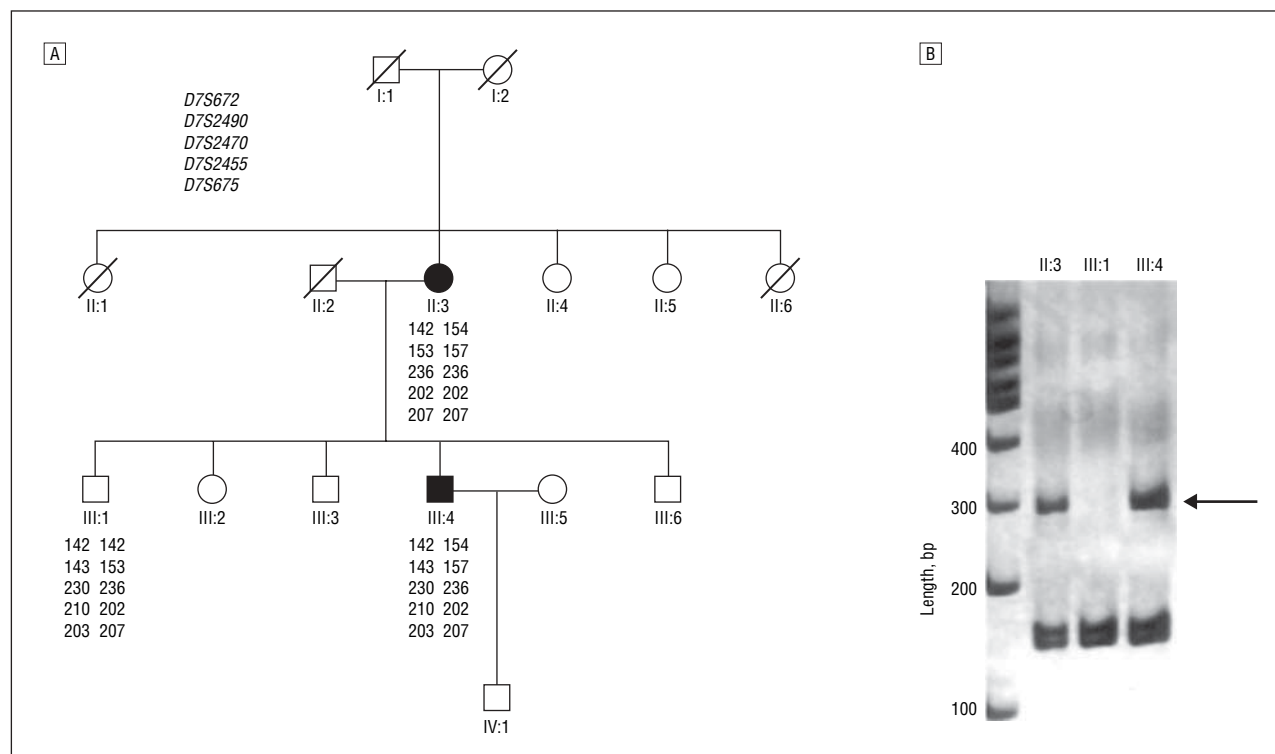 A
B
I:1 I:2
D7S672
D7S2490
D7S2470
D7S2455
D7S675
II:1 II:2 II:3 II:4 II:5 II:6
142 154
153 157
236 236
202 202
207 207
III:1 III:2 III:3 III:4 III:5 III:6
142 142
143 153
230 236
210 202
203 207
142 154
143 157
230 236
210 202
203 207
IV:1
II:3 III:1 III:4
400
300
200
100
Length, bp